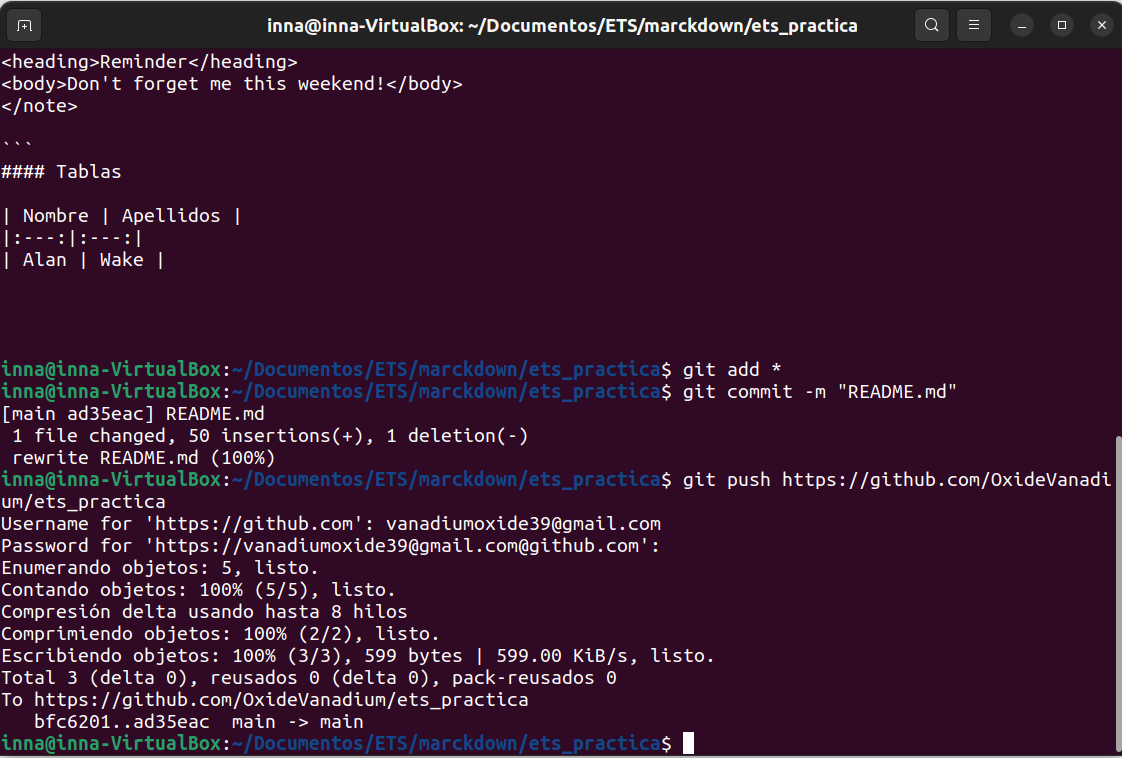 inna@inna-VirtualBox: ~/Documentos/ETS/marckdown/ets_practica
<heading>Reminder</heading>
<body>Don't forget me this weekend!</body>
</note>
```
#### Tablas
| Nombre | Apellidos |
|:---:|:---:|
| Alan | Wake |
inna@inna-VirtualBox:~/Documentos/ETS/marckdown/ets_practica$ git add *
inna@inna-VirtualBox:~/Documentos/ETS/marckdown/ets_practica$ git commit -m "README.md"
[main ad35eac] README.md
 1 file changed, 50 insertions(+), 1 deletion(-)
 rewrite README.md (100%)
inna@inna-VirtualBox:~/Documentos/ETS/marckdown/ets_practica$ git push https://github.com/OxideVanadi
um/ets_practica
Username for 'https://github.com': vanadiumoxide39@gmail.com
Password for 'https://vanadiumoxide39@gmail.com@github.com':
Enumerando objetos: 5, listo.
Contando objetos: 100% (5/5), listo.
Compresión delta usando hasta 8 hilos
Comprimiendo objetos: 100% (2/2), listo.
Escribiendo objetos: 100% (3/3), 599 bytes | 599.00 KiB/s, listo.
Total 3 (delta 0), reusados 0 (delta 0), pack-reusados 0
To https://github.com/OxideVanadium/ets_practica
   bfc6201..ad35eac  main -> main
inna@inna-VirtualBox:~/Documentos/ETS/marckdown/ets_practica$